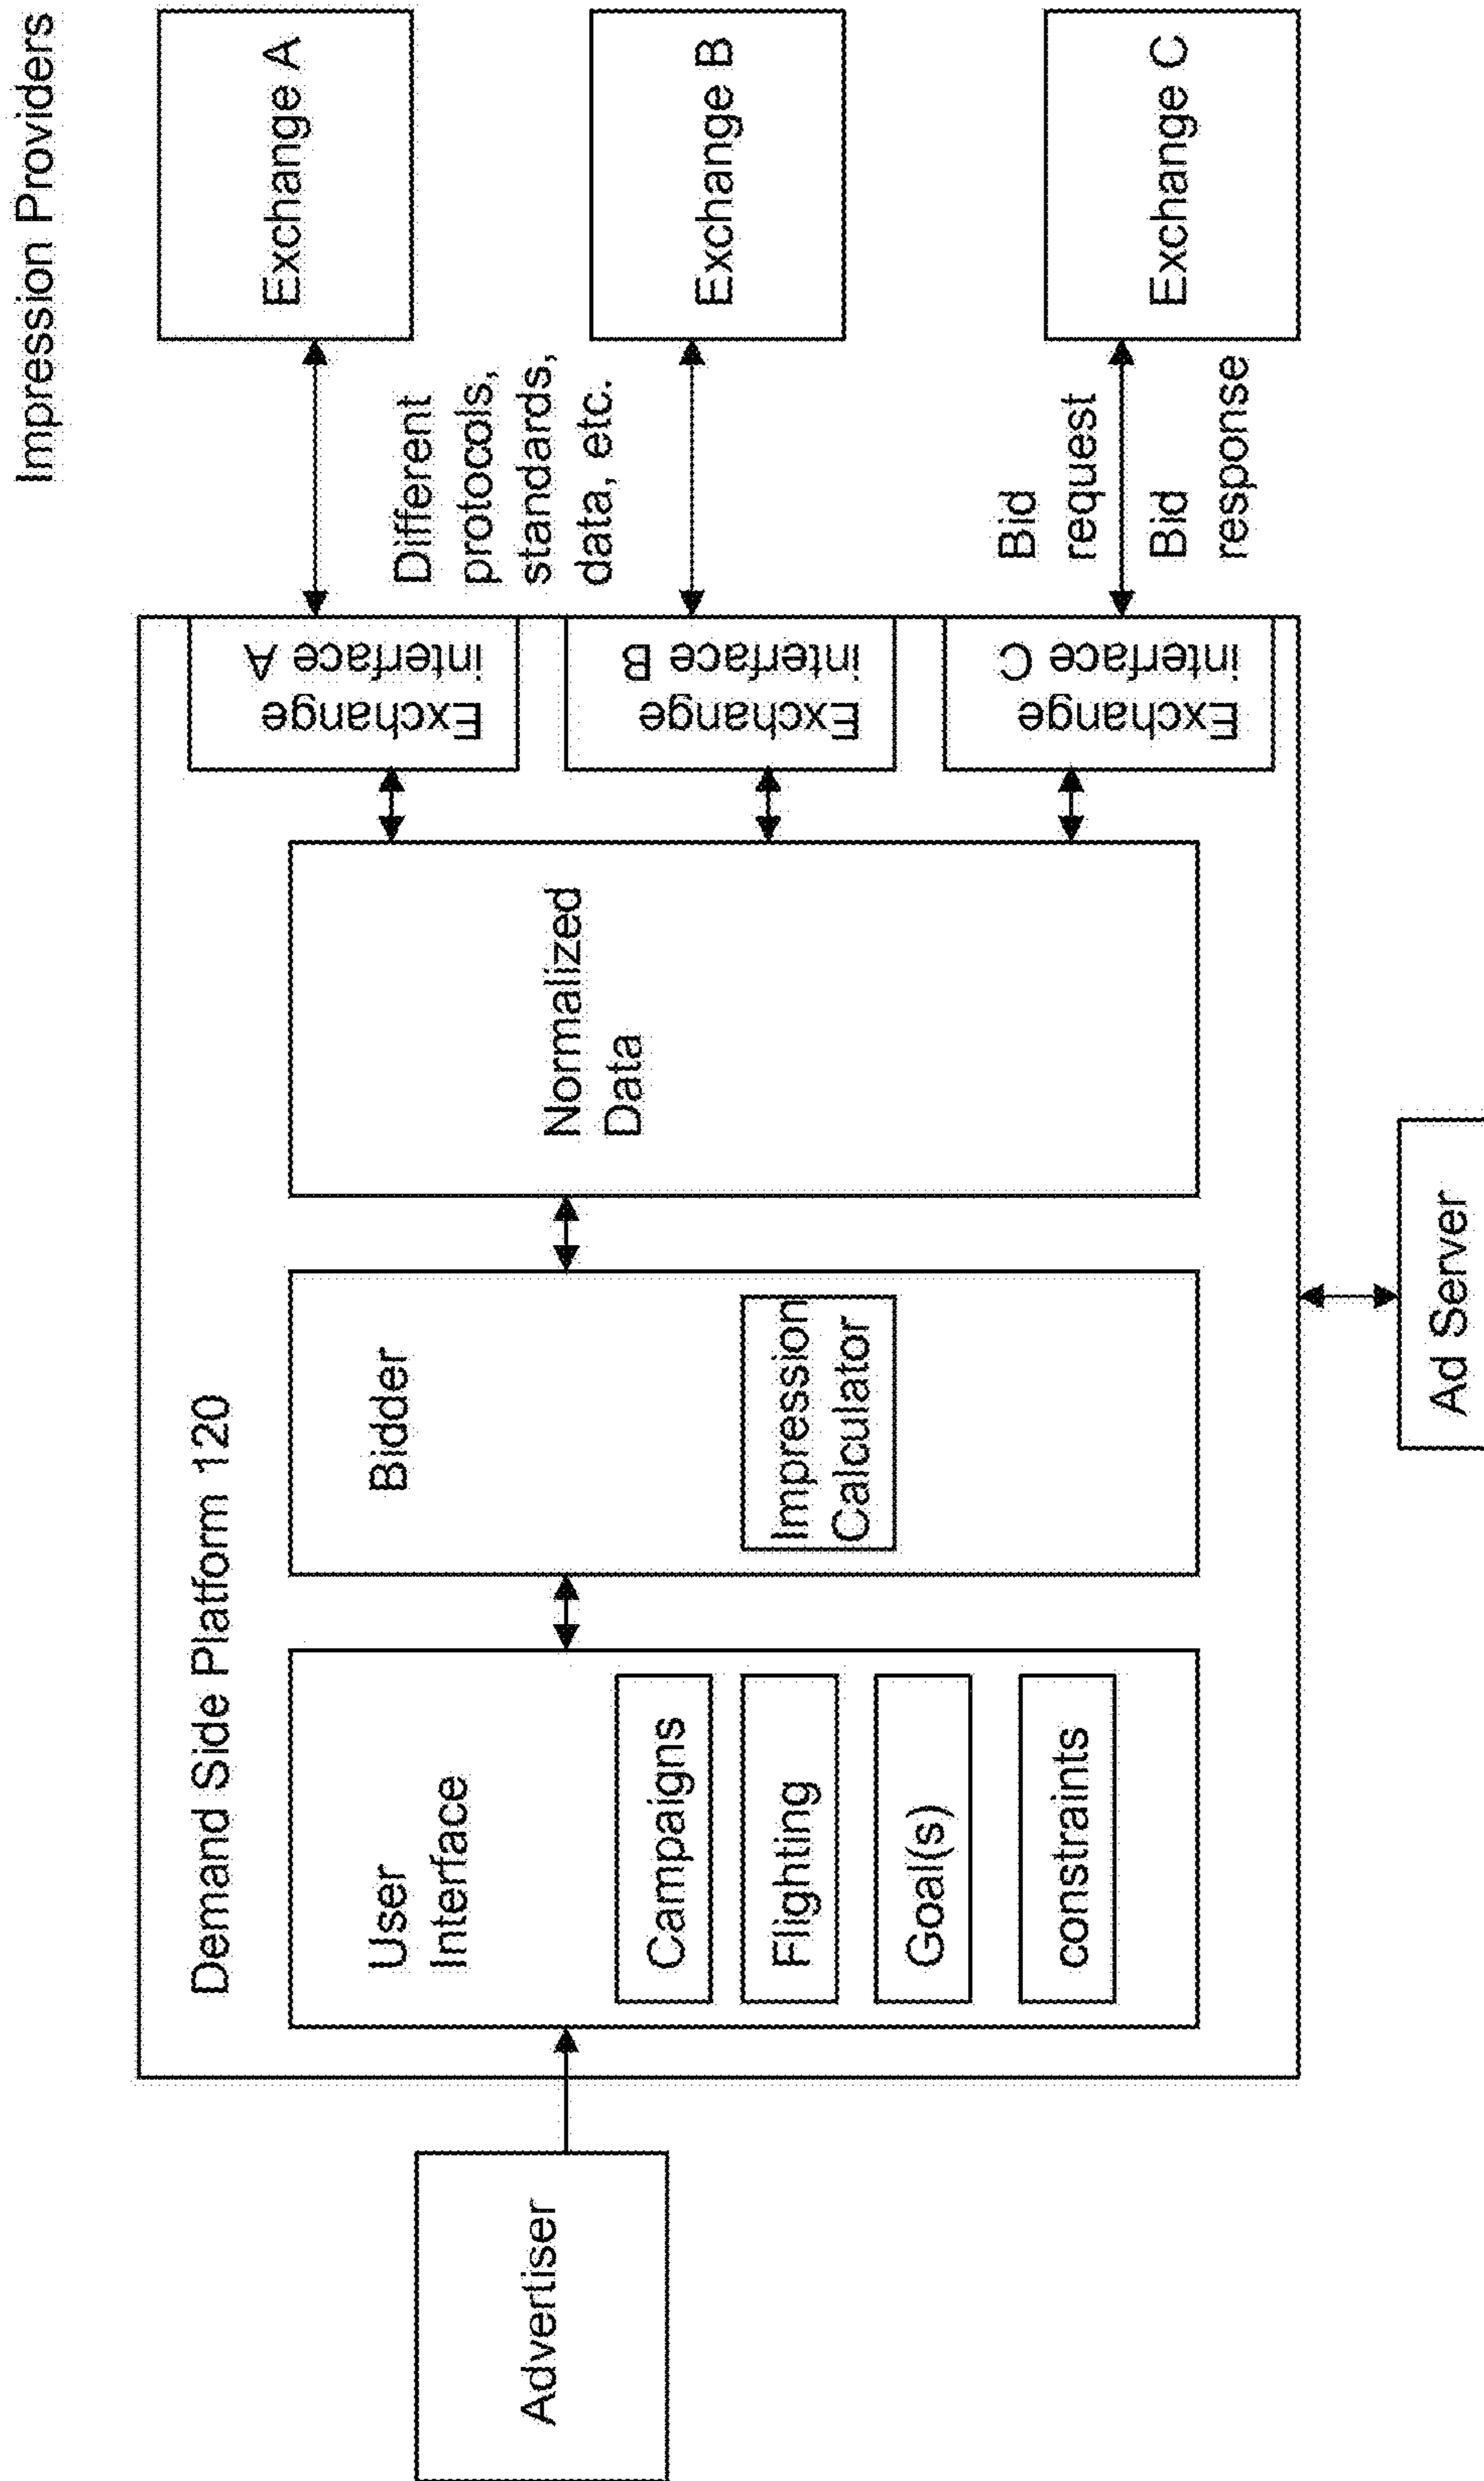 Impression Providers
Demand Side Platform 120
Advertiser
User
Interface
Campaigns
Flighting
Goal(s)
constraints
Bidder
Impression
Calculator
Normalized
Data
Exchange
interface A
Exchange
interface B
Exchange
interface C
Different
protocols,
standards,
data, etc.
Bid
request
Bid
response
Exchange A
Exchange B
Exchange C
Ad Server